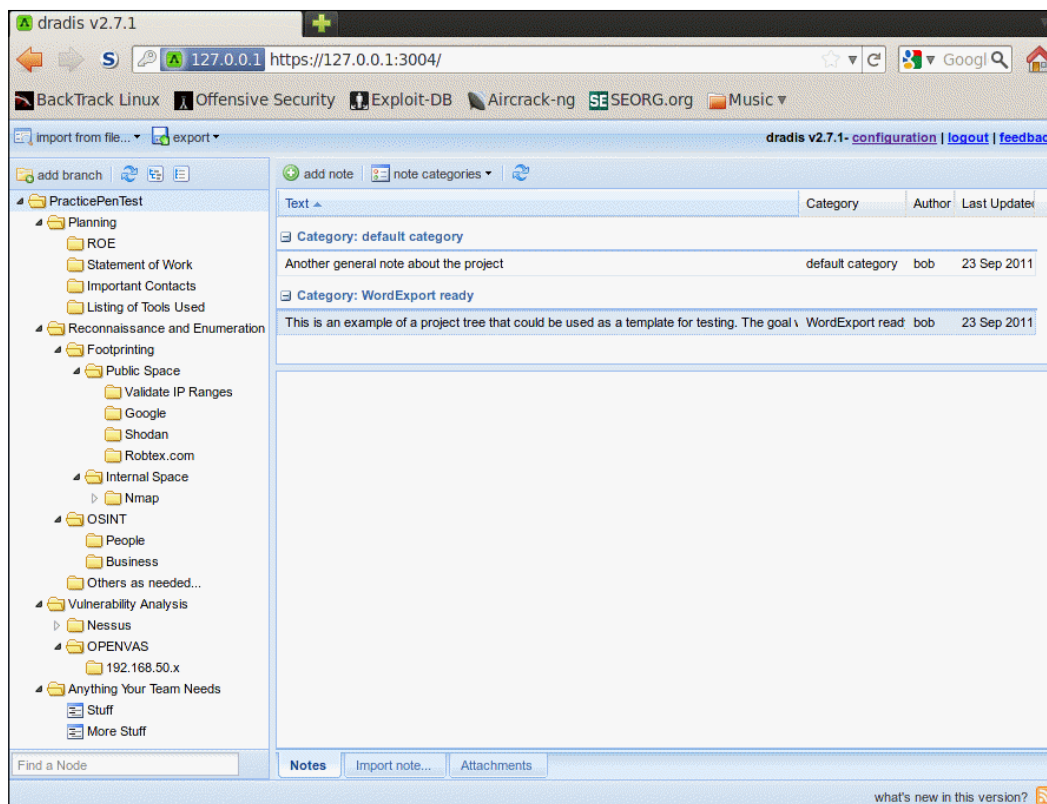 dradis v2.7.1
127.0.0.1 https://127.0.0.1:3004/ Googl
BackTrack Linux Offensive Security Exploit-DB Aircrack-ng SEORG.org Music
import from file... export dradis v2.7.1- configuration | logout | feedbac
add branch add note note categories
PracticePenTest
Planning
ROE
Statement of Work
Important Contacts
Listing of Tools Used
Reconnaissance and Enumeration
Footprinting
Public Space
Validate IP Ranges
Google
Shodan
Robtex.com
Internal Space
Nmap
OSINT
People
Business
Others as needed...
Vulnerability Analysis
Nessus
OPENVAS
192.168.50.x
Anything Your Team Needs
Stuff
More Stuff
Find a Node
Text Category Author Last Update
Category: default category
Another general note about the project default category bob 23 Sep 2011
Category: WordExport ready
This is an example of a project tree that could be used as a template for testing. The goal WordExport read bob 23 Sep 2011
Notes Import note... Attachments
what's new in this version?